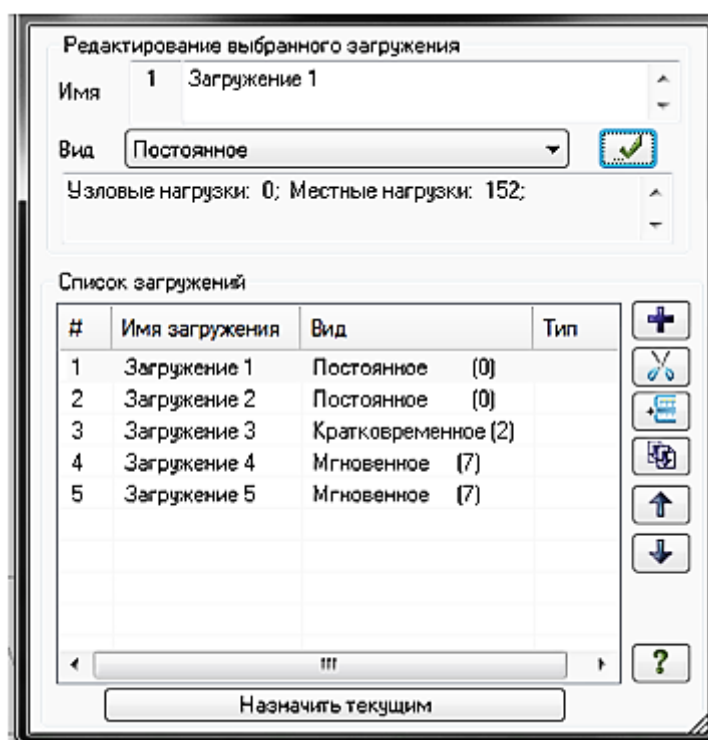 Редактирование выбранного загружения
Имя 1 Загружение 1
Вид Постоянное
Узловые нагрузки: 0; Местные нагрузки: 152;
Список загружений
# Имя загружения Вид Тип
1 Загружение 1 Постоянное (0)
2 Загружение 2 Постоянное (0)
3 Загружение 3 Кратковременное (2)
4 Загружение 4 Мгновенное (7)
5 Загружение 5 Мгновенное (7)
?
Назначить текущим